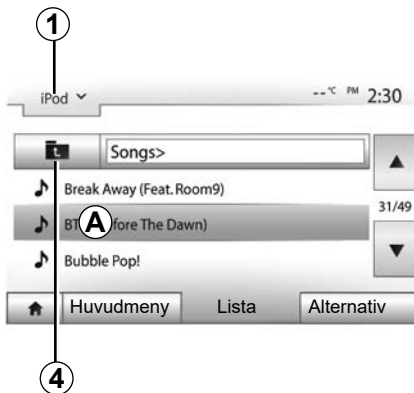 1
iPod
--°C PM 2:30
Songs>
Break Away (Feat. Room9)
31/49
A
fore The Dawn)
Bubble Pop!
Huvudmeny Lista Alternativ
4